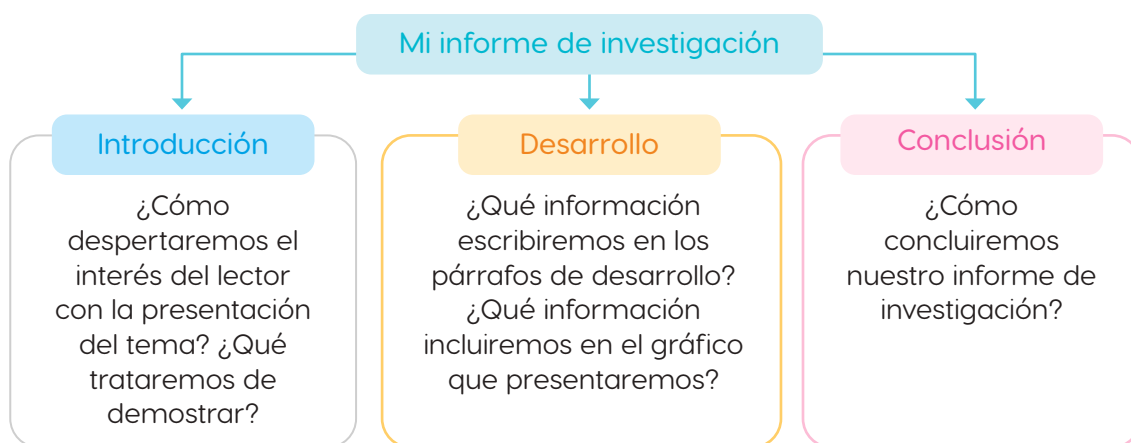 Mi informe de investigación
Introducción
¿Cómo
despertaremos el
interés del lector
con la presentación
del tema? ¿Qué
trataremos de
demostrar?
Desarrollo
¿Qué información
escribiremos en los
párrafos de desarrollo?
¿Qué información
incluiremos en el gráfico
que presentaremos?
Conclusión
¿Cómo
concluiremos
nuestro informe de
investigación?